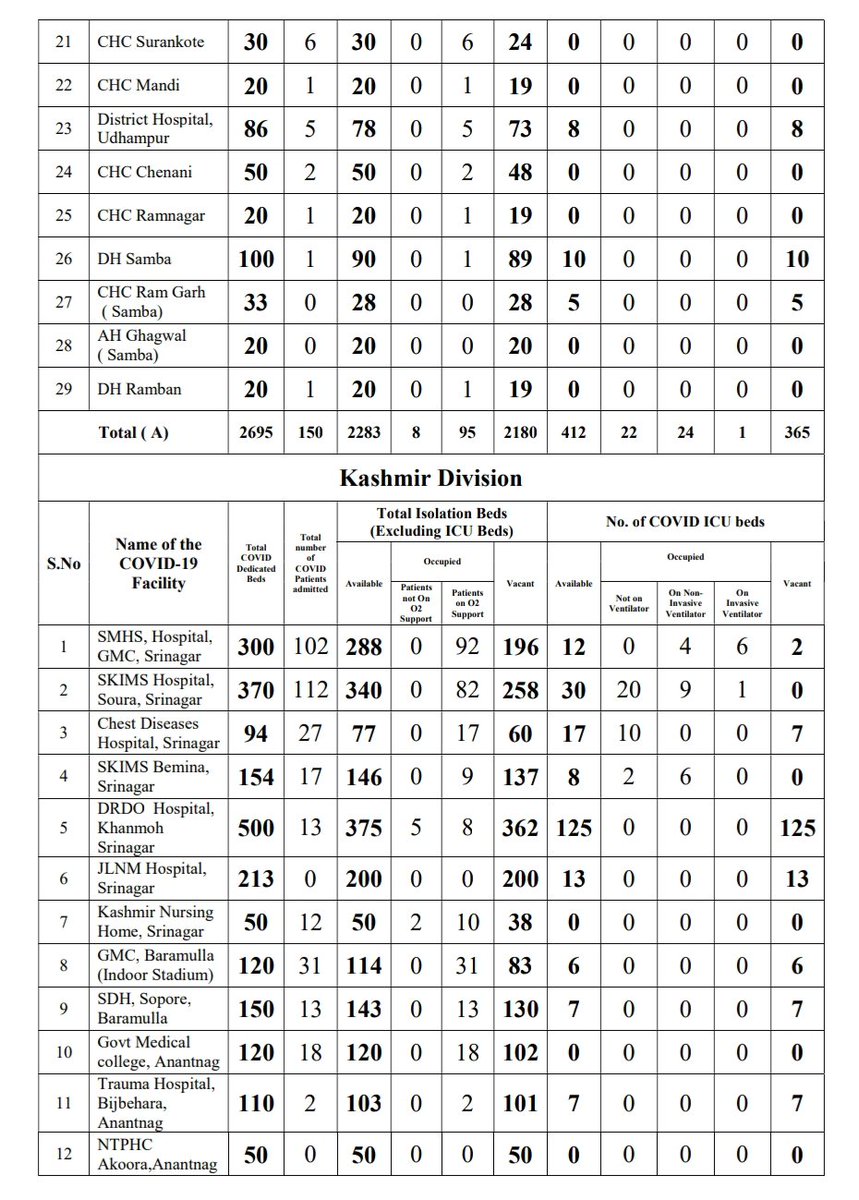 21 CHC Surankote 30 6 30 0 6 24 0 0 0 0 0
22 CHC Mandi 20 1 20 0 1 19 0 0 0 0 0
23 District Hospital, Udhampur 86 5 78 0 5 73 8 0 0 0 8
24 CHC Chenani 50 2 50 0 2 48 0 0 0 0 0
25 CHC Ramnagar 20 1 20 0 1 19 0 0 0 0 0
26 DH Samba 100 1 90 0 1 89 10 0 0 0 10
27 CHC Ram Garh ( Samba) 33 0 28 0 0 28 5 0 0 0 5
28 AH Ghagwal ( Samba) 20 0 20 0 0 20 0 0 0 0 0
29 DH Ramban 20 1 20 0 1 19 0 0 0 0 0
Total ( A) 2695 150 2283 8 95 2180 412 22 24 1 365
Kashmir Division
S.No
Name of the COVID-19 Facility
Total COVID Dedicated Beds
Total number of COVID Patients admitted
Total Isolation Beds (Excluding ICU Beds)
Available
Occupied
Patients not On O2 Support
Patients on O2 Support
Vacant
No. of COVID ICU beds
Available
Occupied
Not on Ventilator
On Non-Invasive Ventilator
On Invasive Ventilator
Vacant
1 SMHS, Hospital, GMC, Srinagar 300 102 288 0 92 196 12 0 4 6 2
2 SKIMS Hospital, Soura, Srinagar 370 112 340 0 82 258 30 20 9 1 0
3 Chest Diseases Hospital, Srinagar 94 27 77 0 17 60 17 10 0 0 7
4 SKIMS Bemina, Srinagar 154 17 146 0 9 137 8 2 6 0 0
5 DRDO Hospital, Khanmoh Srinagar 500 13 375 5 8 362 125 0 0 0 125
6 JLNM Hospital, Srinagar 213 0 200 0 0 200 13 0 0 0 13
7 Kashmir Nursing Home, Srinagar 50 12 50 2 10 38 0 0 0 0 0
8 GMC, Baramulla (Indoor Stadium) 120 31 114 0 31 83 6 0 0 0 6
9 SDH, Sopore, Baramulla 150 13 143 0 13 130 7 0 0 0 7
10 Govt Medical college, Anantnag 120 18 120 0 18 102 0 0 0 0 0
11 Trauma Hospital, Bijbehara, Anantnag 110 2 103 0 2 101 7 0 0 0 7
12 NTPHC Akoora,Anantnag 50 0 50 0 0 50 0 0 0 0 0